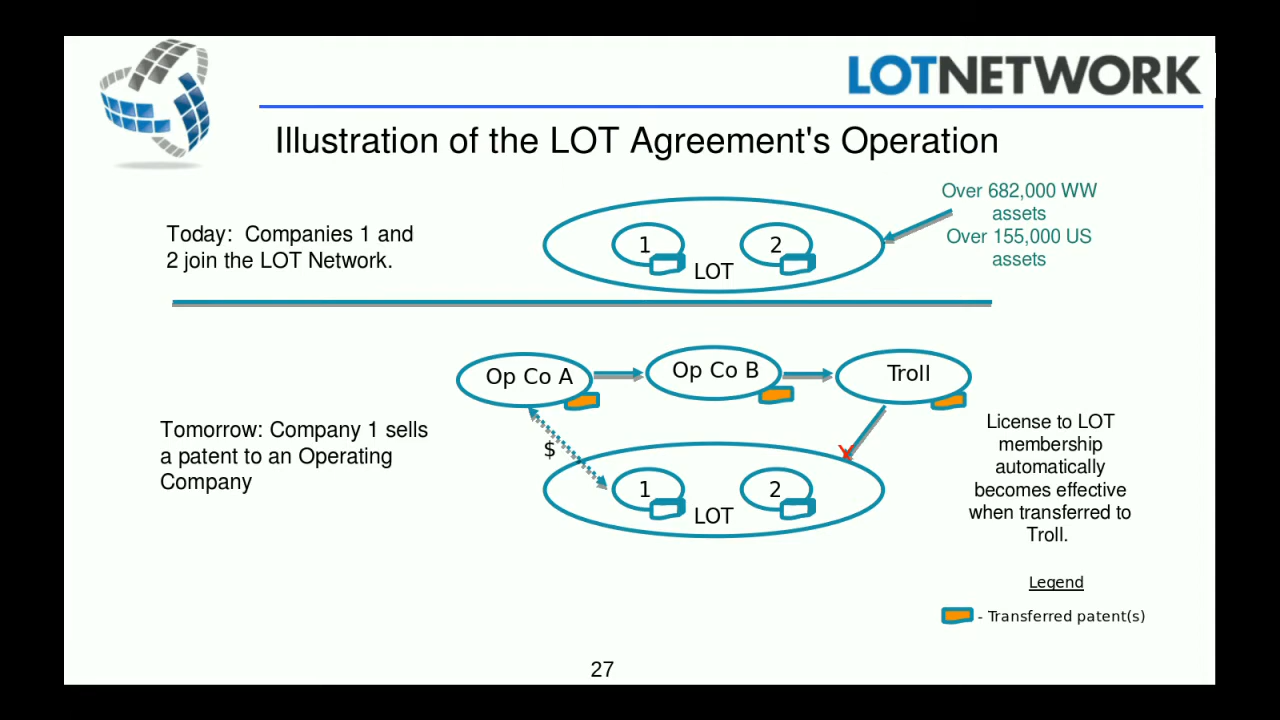 LOTNETWORK
Illustration of the LOT Agreement's Operation
Over 682,000 WW
assets
Over 155,000 US
assets
Today:  Companies 1 and
2 join the LOT Network.
1
2
LOT
Op Co A
Op Co B
Troll
Tomorrow: Company 1 sells
a patent to an Operating
Company
$
X
1
2
LOT
License to LOT
membership
automatically
becomes effective
when transferred to
Troll.
Legend
- Transferred patent(s)
27